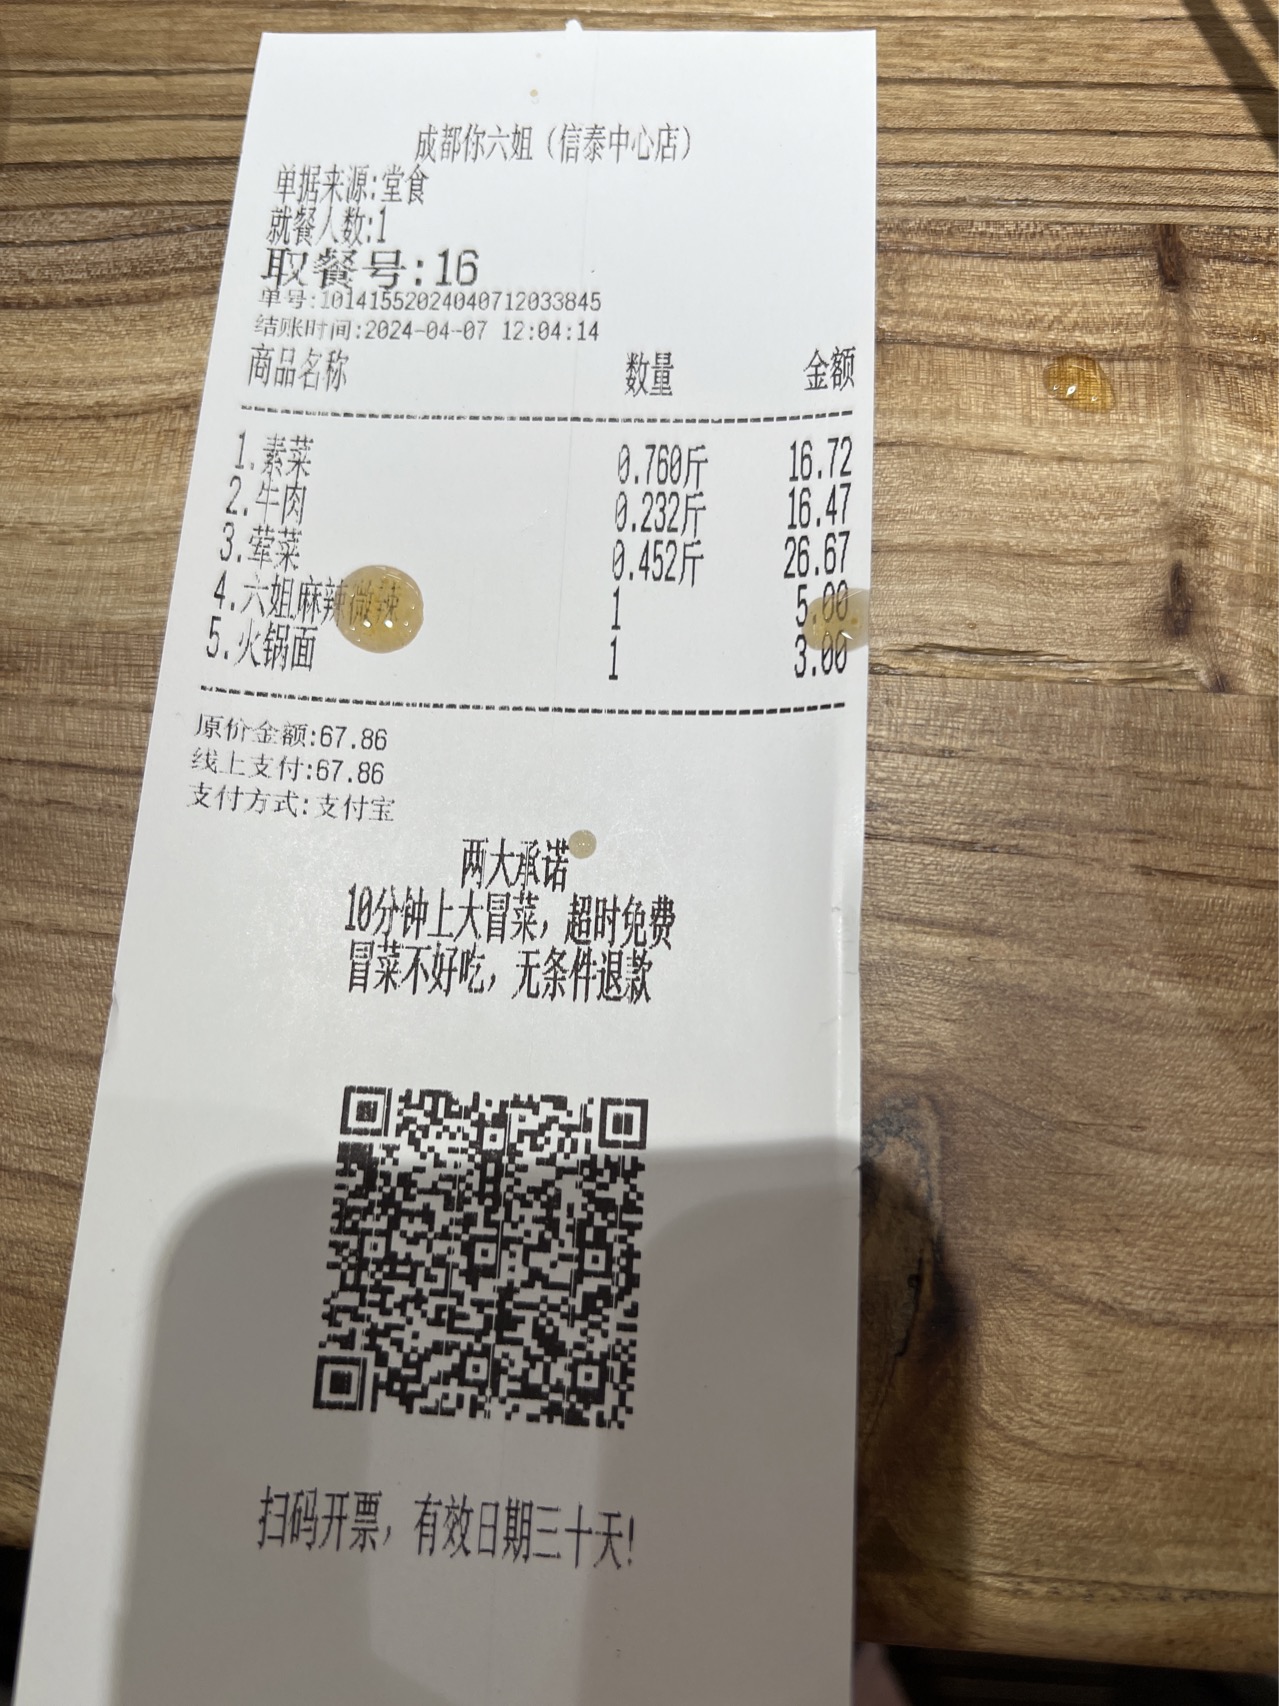 成都你六姐（信泰中心店）
单据来源:堂食
就餐人数:1
取餐号:16
单号:10141552024040712033845
结账时间:2024-04-07 12:04:14
商品名称 数量 金额
1.素菜 0.760斤 16.72
2.牛肉 0.232斤 16.47
3.荤菜 0.452斤 26.67
4.六姐麻辣微辣 1 5.00
5.火锅面 1 3.00
原价金额:67.86
线上支付:67.86
支付方式:支付宝
两大承诺
10分钟上大冒菜，超时免费
冒菜不好吃，无条件退款
扫码开票，有效日期三十天！